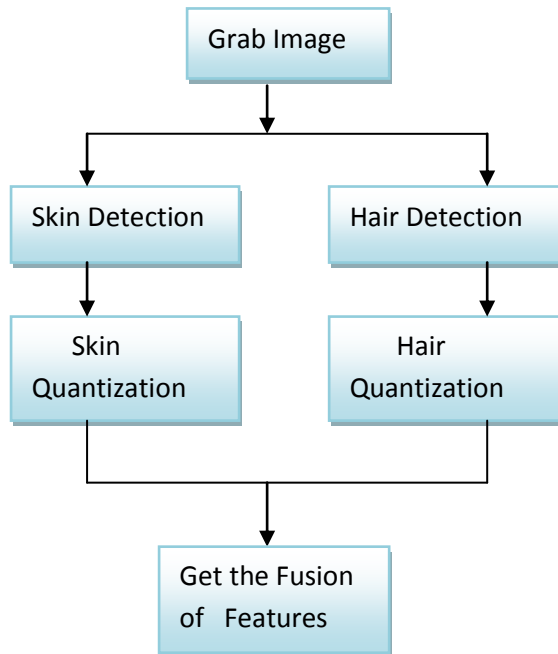 Grab Image
Skin Detection
Hair Detection
Skin
Quantization
Hair
Quantization
Get the Fusion
of Features